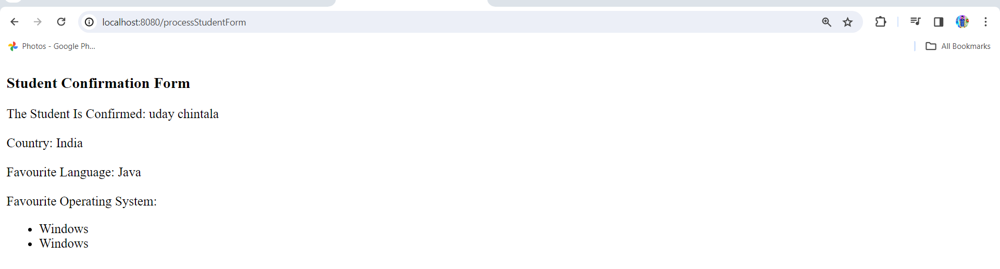 localhost:8080/processStudentForm
Photos - Google Ph...
All Bookmarks
Student Confirmation Form
The Student Is Confirmed: uday chintala
Country: India
Favourite Language: Java
Favourite Operating System:
• Windows
• Windows